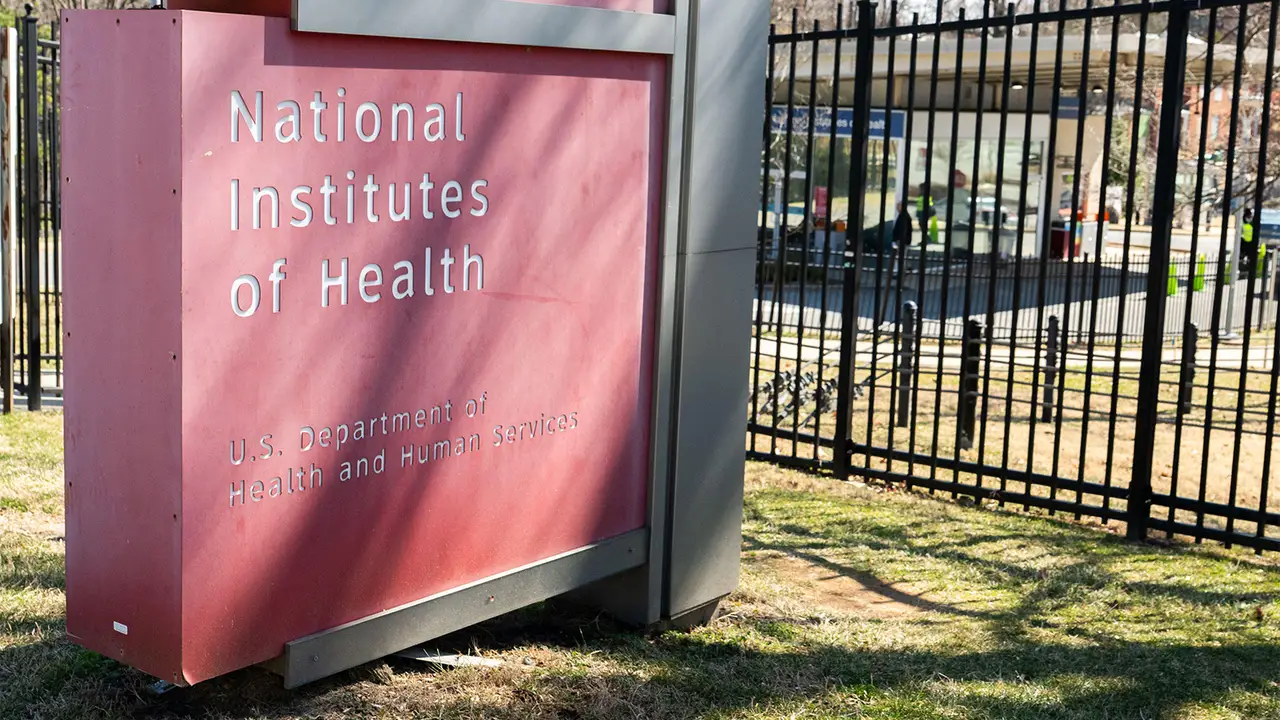 National
Institutes
of Health
U.S. Department of
Health and Human Services